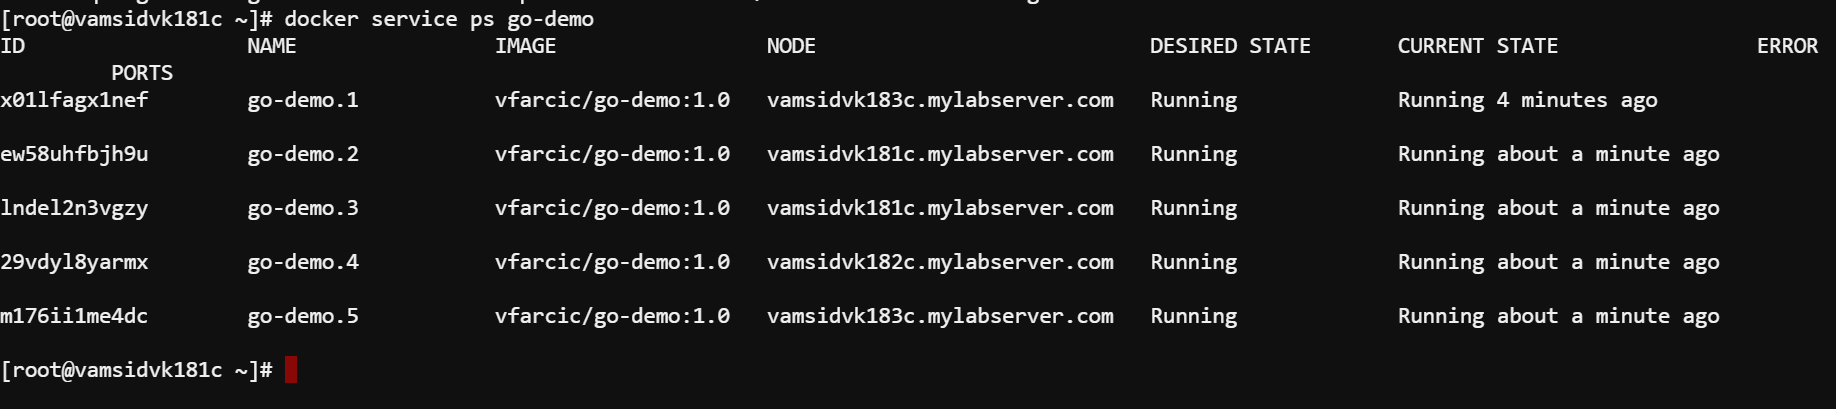 [root@vamsidvk181c ~]# docker service ps go-demo
ID NAME IMAGE NODE DESIRED STATE CURRENT STATE ERROR
PORTS
x01lfagx1nef go-demo.1 vfarcic/go-demo:1.0 vamsidvk183c.mylabserver.com Running Running 4 minutes ago
ew58uhfbjh9u go-demo.2 vfarcic/go-demo:1.0 vamsidvk181c.mylabserver.com Running Running about a minute ago
lndel2n3vgzy go-demo.3 vfarcic/go-demo:1.0 vamsidvk181c.mylabserver.com Running Running about a minute ago
29vdyl8yarmx go-demo.4 vfarcic/go-demo:1.0 vamsidvk182c.mylabserver.com Running Running about a minute ago
m176ii1me4dc go-demo.5 vfarcic/go-demo:1.0 vamsidvk183c.mylabserver.com Running Running about a minute ago
[root@vamsidvk181c ~]#